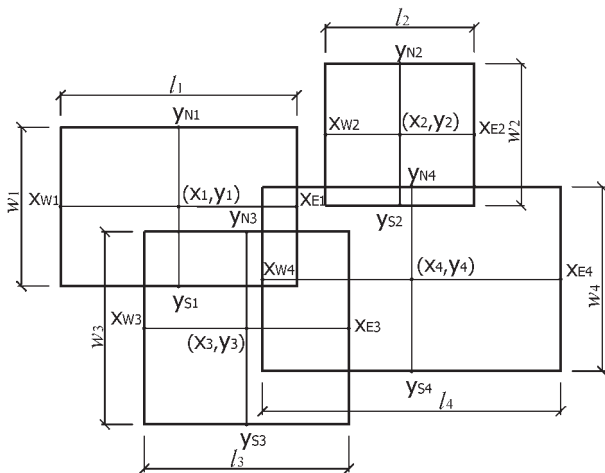 l2
yN2
l1
yN1
xW2
(x2,y2)
xE2
w2
w1
yN4
xW1
(x1,y1)
xE1
yS2
yN3
xW4
(x4,y4)
xE4
w4
yS1
xW3
w3
(x3,y3)
xE3
yS4
l4
yS3
l3